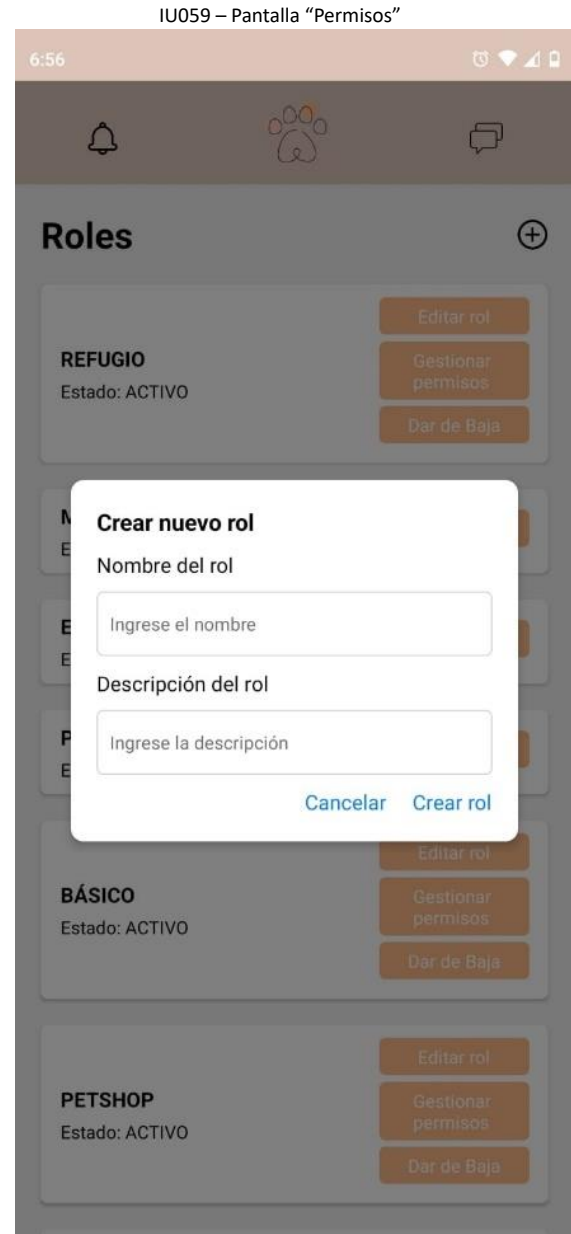 IU059 – Pantalla “Permisos”
6:56
Roles
Editar rol
REFUGIO
Gestionar
permisos
Estado: ACTIVO
Dar de Baja
M
E
Crear nuevo rol
Nombre del rol
Ingrese el nombre
E
E
Descripción del rol
P
Ingrese la descripción
E
Cancelar Crear rol
Editar rol
BÁSICO
Gestionar
permisos
Estado: ACTIVO
Dar de Baja
Editar rol
PETSHOP
Gestionar
permisos
Estado: ACTIVO
Dar de Baja